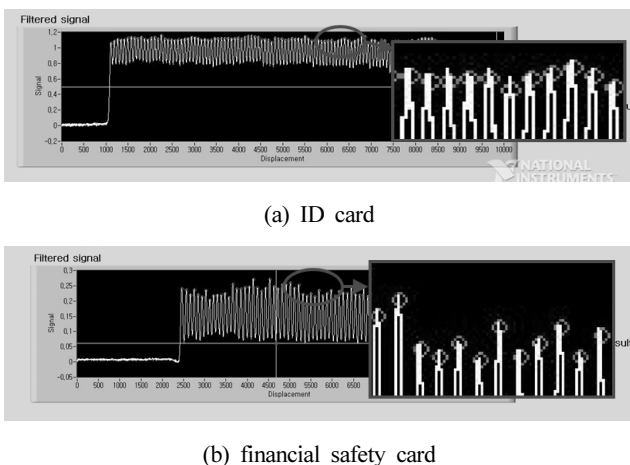 Filtered signal
1,2-
1-
0,8-
0,6-
0,4-
0,2-
0-
-0,2-
Signal
0 500 1000 1500 2000 2500 3000 3500 4000 4500 5000 5500 6000 6500 7000 7500 8000 8500 9000 9500 10000
Displacement
NATIONAL
INSTRUMENTS
(a) ID card
Filtered signal
0,3-
0,25-
0,2-
0,15-
0,1-
0,05-
0-
-0,05-
Signal
0 500 1000 1500 2000 2500 3000 3500 4000 4500 5000 5500 6000 6500
Displacement
sult
(b) financial safety card